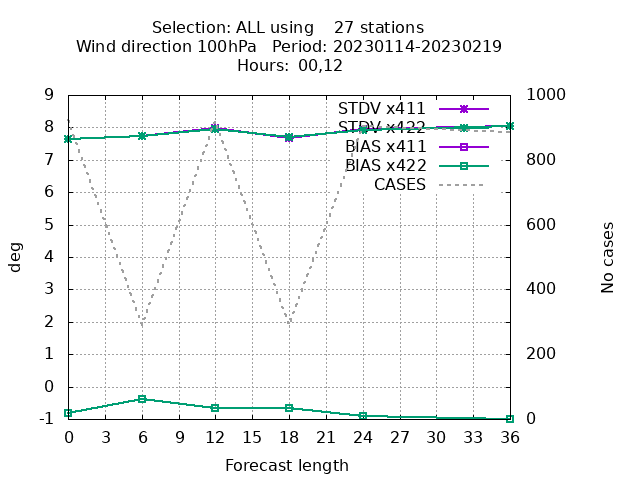 Selection: ALL using    27 stations
Wind direction 100hPa   Period: 20230114-20230219
Hours: 00,12
9 1000
STDV x411
8 STDV x422
BIAS x411
7 800
BIAS x422
CASES
6
5 600
deg No cases
4
3 400
2
1 200
0
-1 0
0 3 6 9 12 15 18 21 24 27 30 33 36
Forecast length